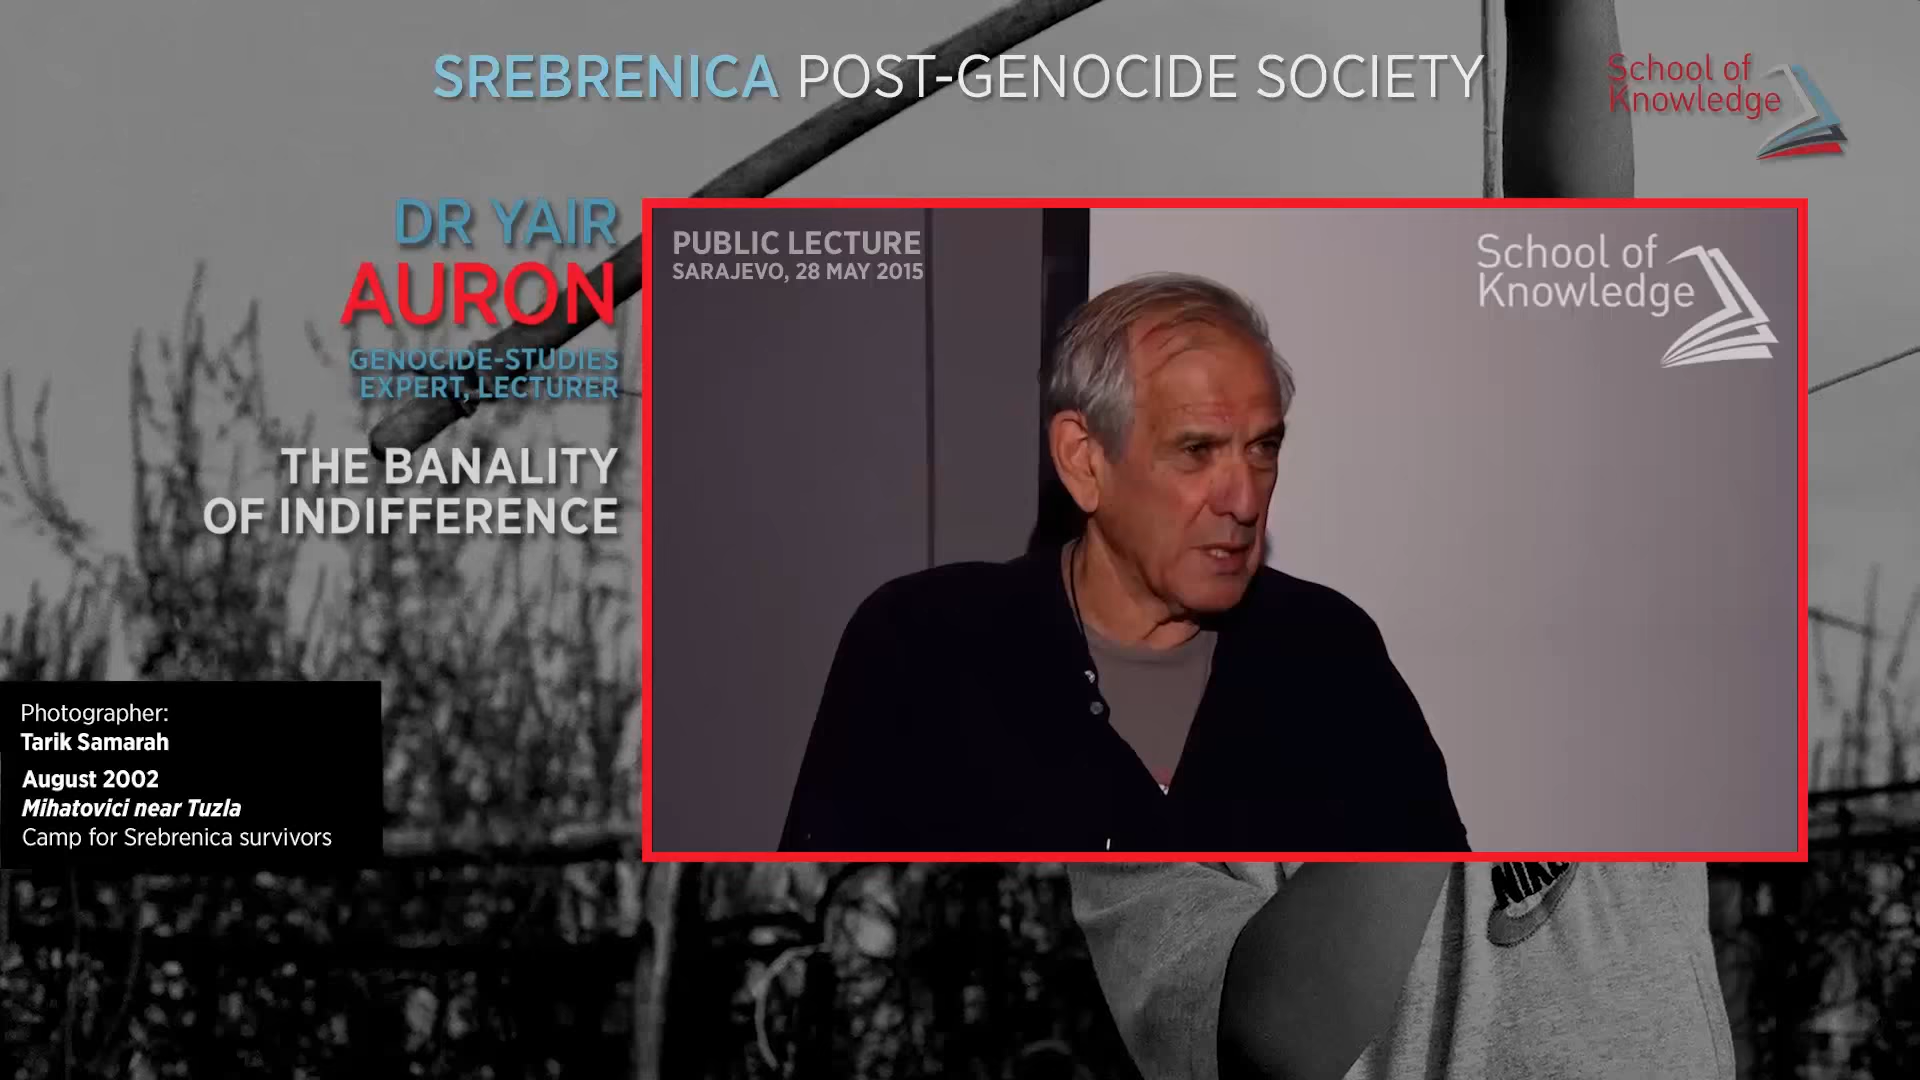 SREBRENICA POST-GENOCIDE SOCIETY
School of
Knowledge
DR YAIR
AURON
GENOCIDE-STUDIES
EXPERT, LECTURER
THE BANALITY
OF INDIFFERENCE
PUBLIC LECTURE
SARAJEVO, 28 MAY 2015
School of
Knowledge
Photographer:
Tarik Samarah
August 2002
Mihatovici near Tuzla
Camp for Srebrenica survivors
NIKE